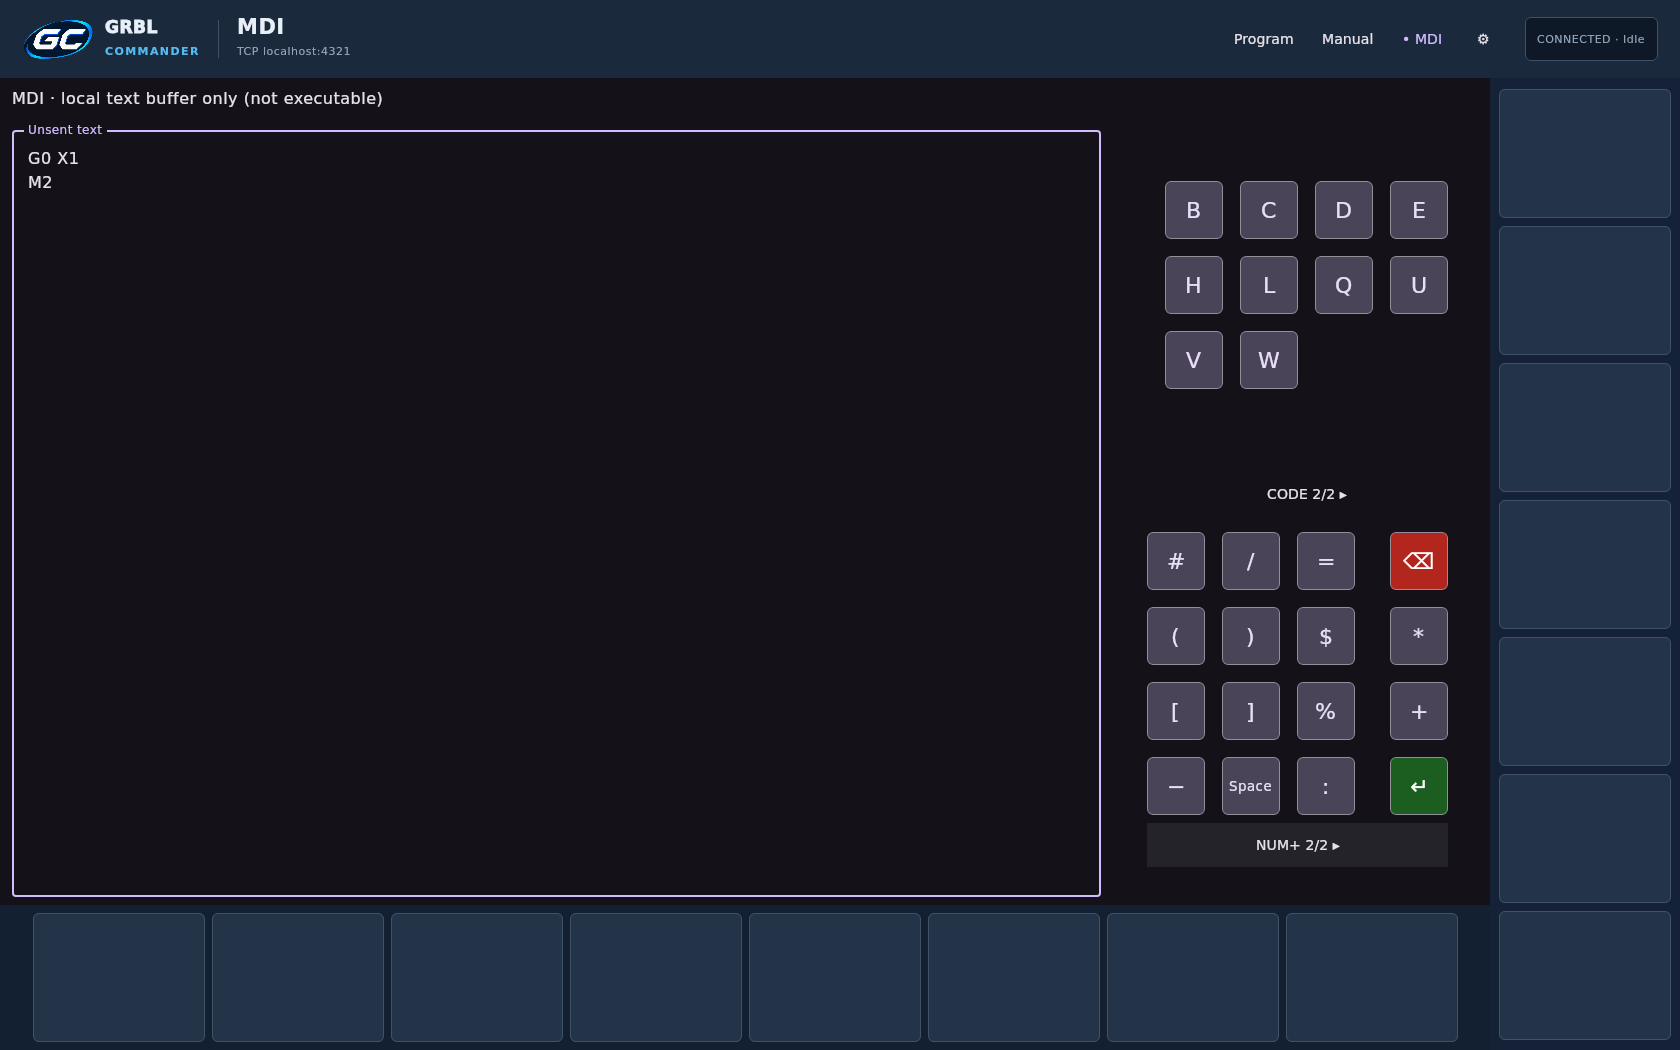 GC GRBL COMMANDER
MDI
TCP localhost:4321
Program Manual • MDI ⚙ CONNECTED · Idle
MDI · local text buffer only (not executable)
Unsent text
G0 X1
M2
B C D E
H L Q U
V W
CODE 2/2 ▸
# / = ⌫
( ) $ *
[ ] % +
− Space : ↵
NUM+ 2/2 ▸